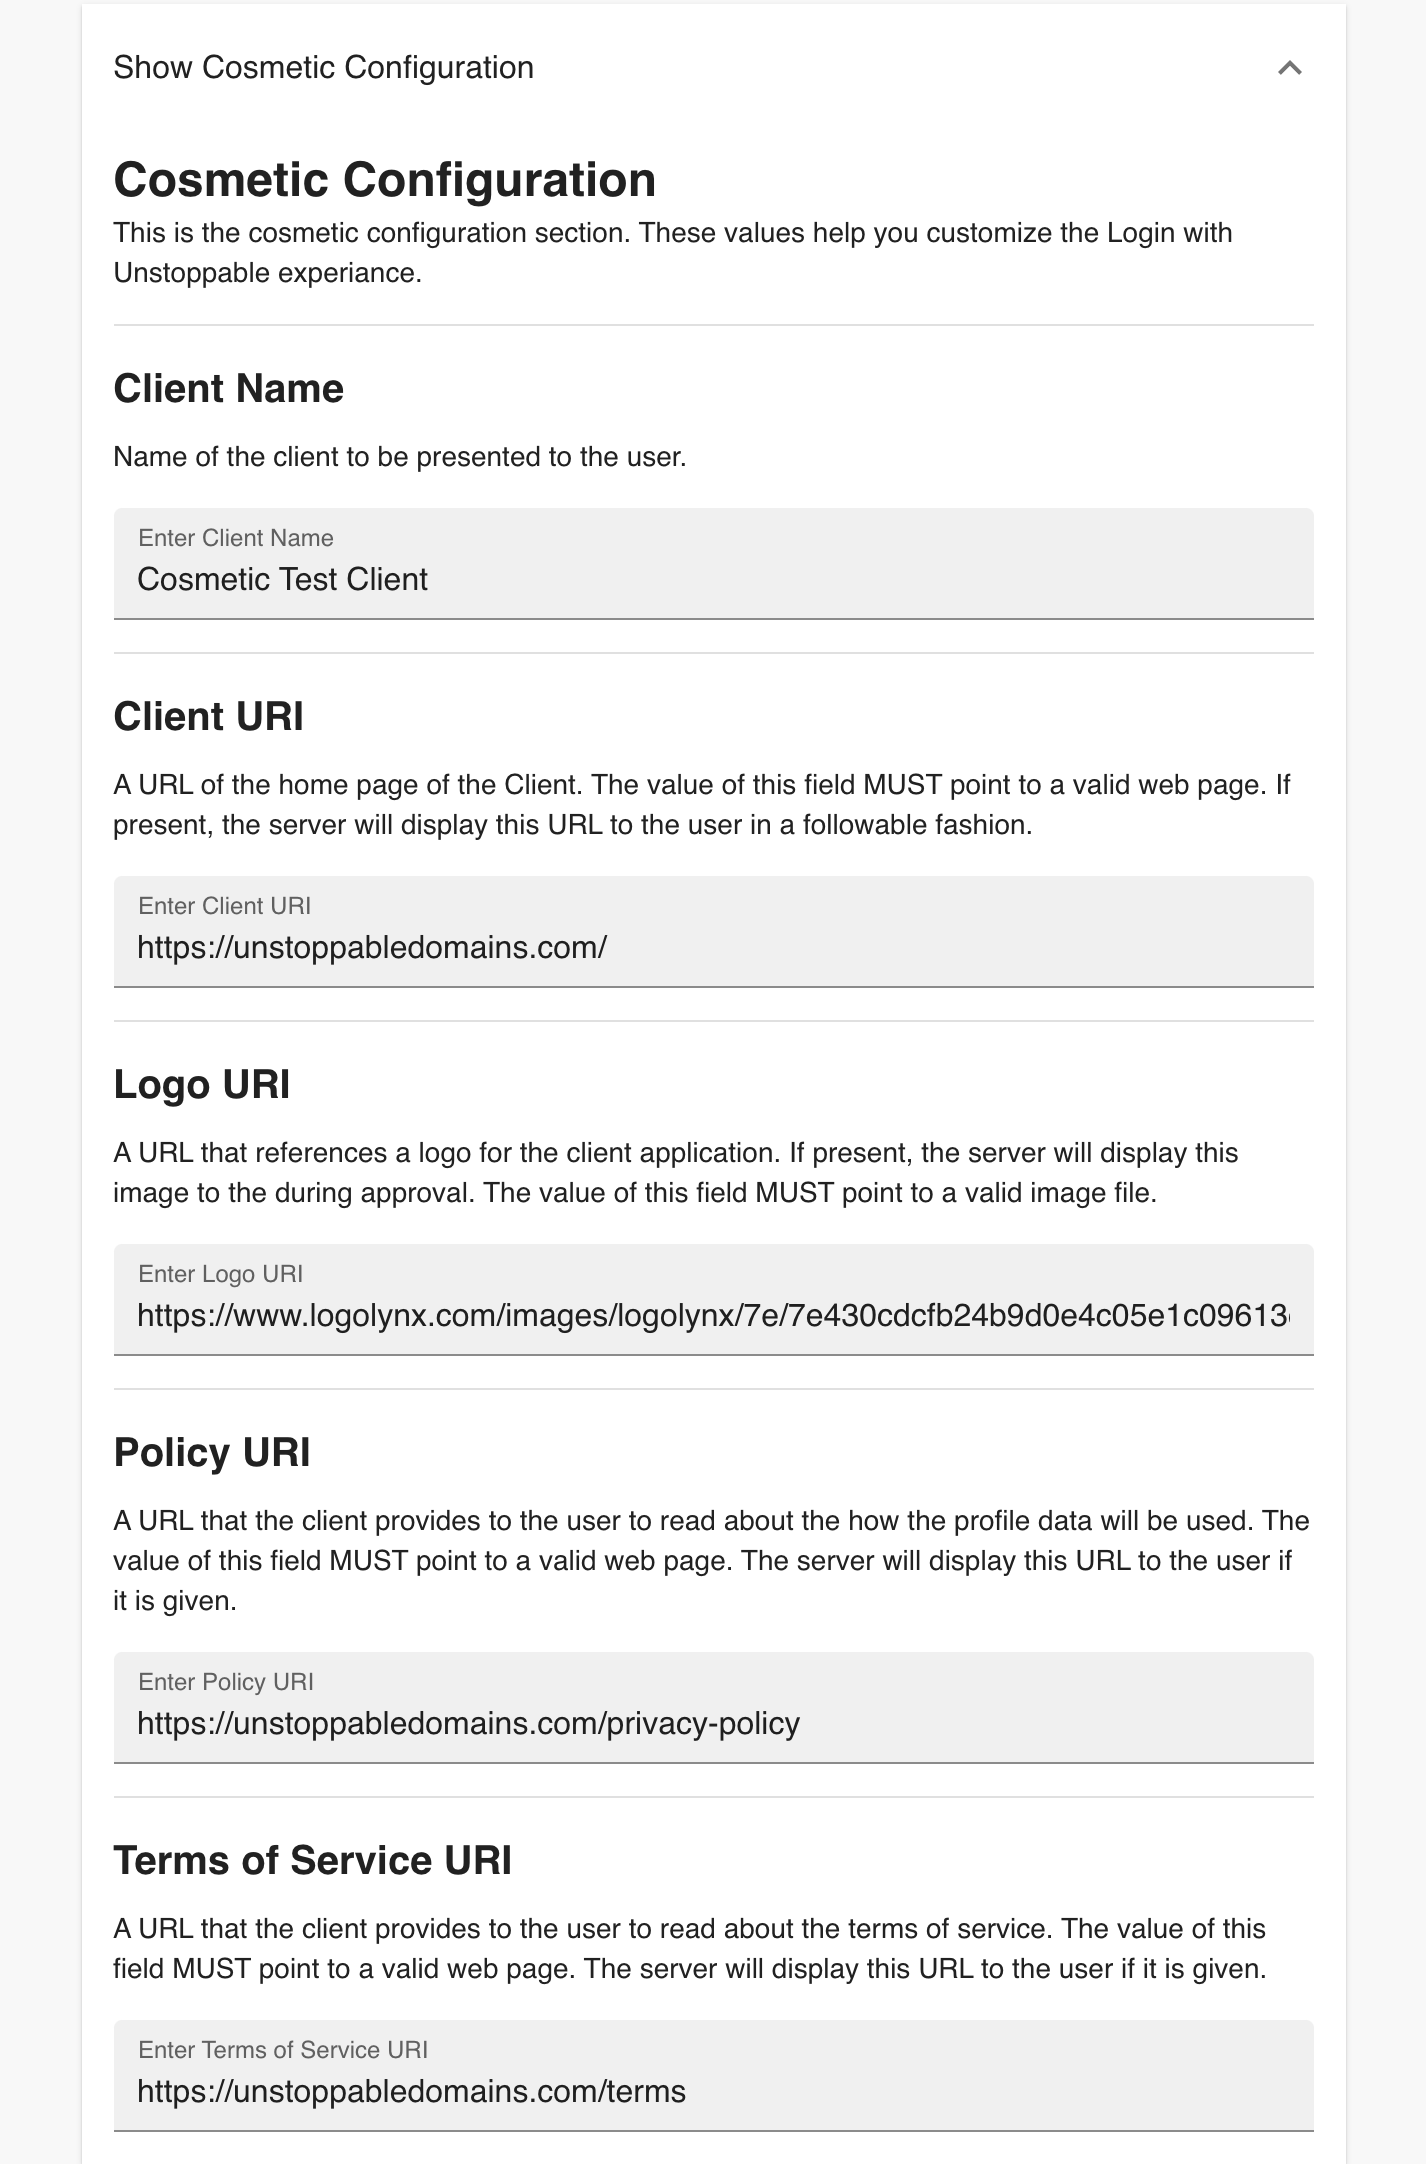 Show Cosmetic Configuration
Cosmetic Configuration
This is the cosmetic configuration section. These values help you customize the Login with
Unstoppable experiance.
Client Name
Name of the client to be presented to the user.
Enter Client Name
Cosmetic Test Client
Client URI
A URL of the home page of the Client. The value of this field MUST point to a valid web page. If
present, the server will display this URL to the user in a followable fashion.
Enter Client URI
https://unstoppabledomains.com/
Logo URI
A URL that references a logo for the client application. If present, the server will display this
image to the during approval. The value of this field MUST point to a valid image file.
Enter Logo URI
https://www.logolynx.com/images/logolynx/7e/7e430cdcfb24b9d0e4c05e1c09613
Policy URI
A URL that the client provides to the user to read about the how the profile data will be used. The
value of this field MUST point to a valid web page. The server will display this URL to the user if
it is given.
Enter Policy URI
https://unstoppabledomains.com/privacy-policy
Terms of Service URI
A URL that the client provides to the user to read about the terms of service. The value of this
field MUST point to a valid web page. The server will display this URL to the user if it is given.
Enter Terms of Service URI
https://unstoppabledomains.com/terms